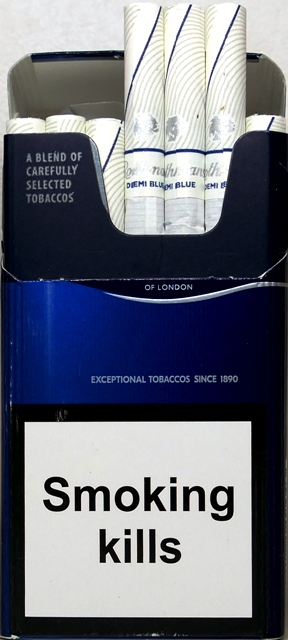 A BLEND OF
CAREFULLY
SELECTED
TOBACCOS
DEMI BLUE
DEMI BLUE
OF LONDON
EXCEPTIONAL TOBACCOS SINCE 1890
Smoking
kills